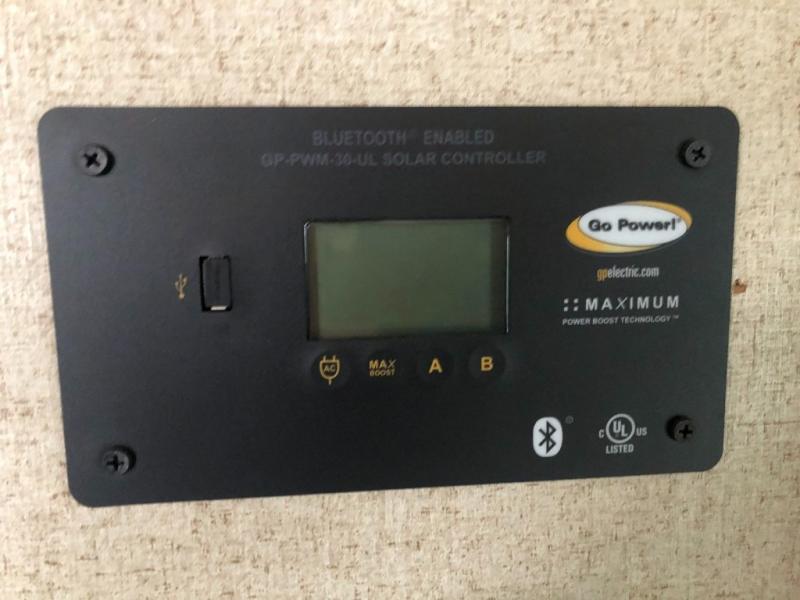 BLUETOOTH® ENABLED
GP-PWM-30-UL SOLAR CONTROLLER
Go Power!®
gpelectric.com
MAXIMUM
POWER BOOST TECHNOLOGY™
AC
MAX
BOOST
A
B
C UL US
LISTED